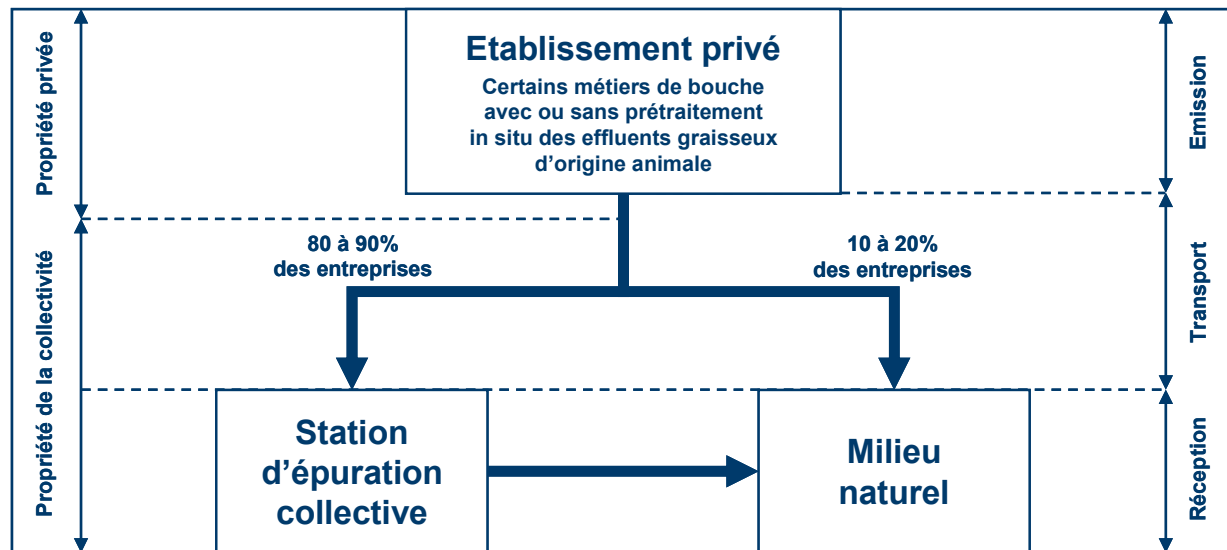 Etablissement privé
Certains métiers de bouche
avec ou sans prétraitement
in situ des effluents graisseux
d'origine animale
Propriété privée
Emission
80 à 90%
des entreprises
10 à 20%
des entreprises
Propriété de la collectivité
Transport
Station
d'épuration
collective
Milieu
naturel
Réception